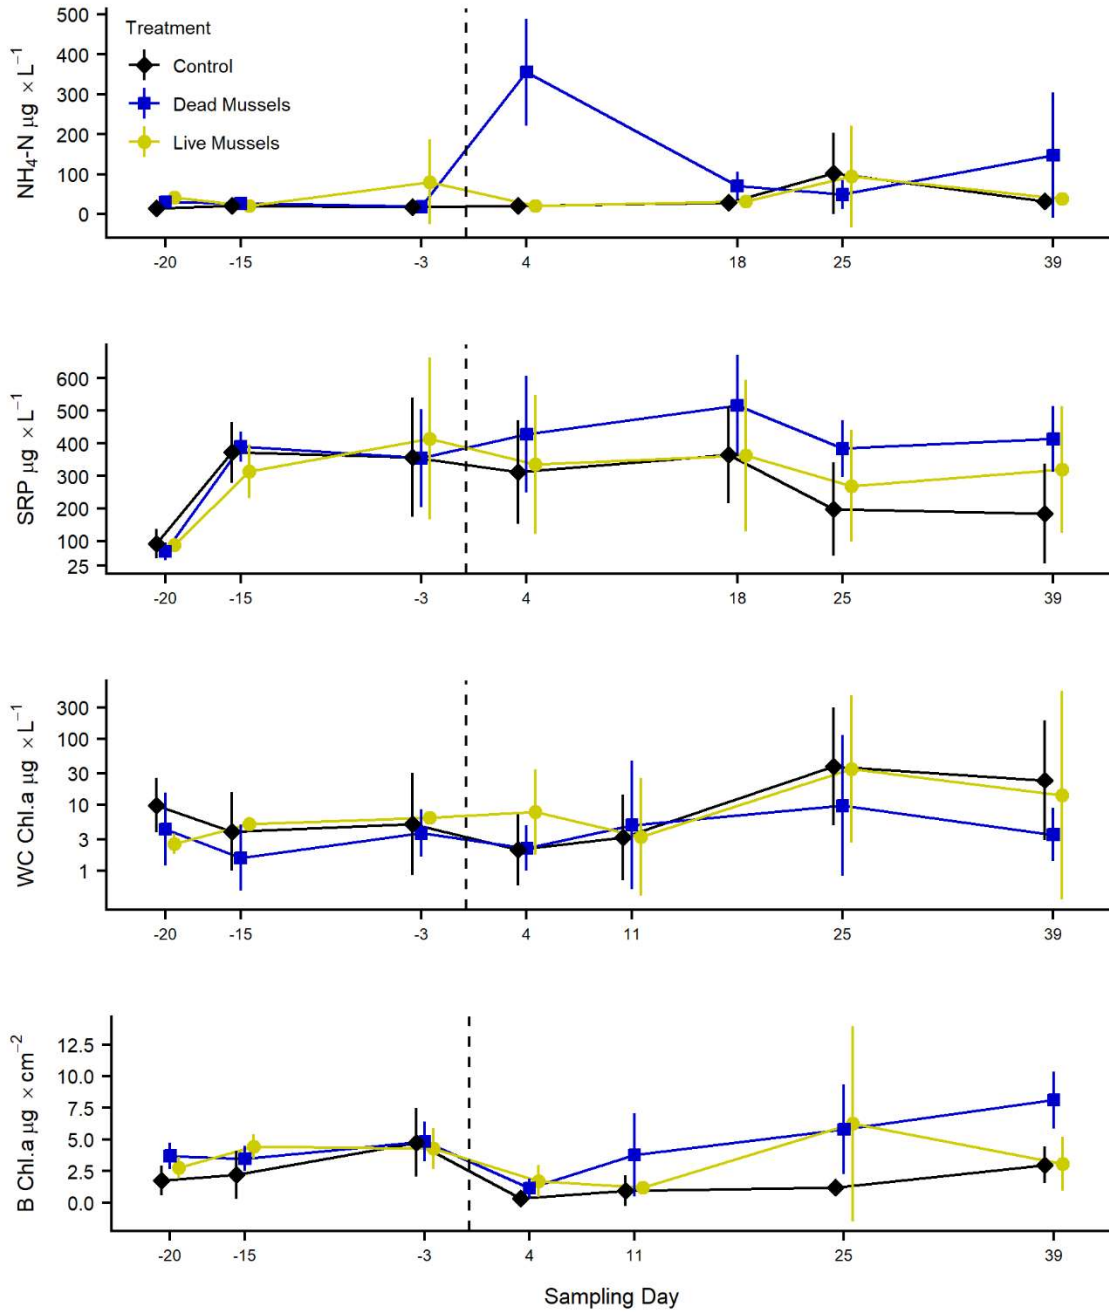 NH₄-N µg × L⁻¹
500
400
300
200
100
0
Treatment
Control
Dead Mussels
Live Mussels
-20 -15 -3 4 18 25 39
SRP µg × L⁻¹
600
500
400
300
200
100
25
-20 -15 -3 4 18 25 39
WC Chl.a µg × L⁻¹
300
100
30
10
3
1
-20 -15 -3 4 11 25 39
B Chl.a µg × cm⁻²
12.5
10.0
7.5
5.0
2.5
0.0
-20 -15 -3 4 11 25 39
Sampling Day